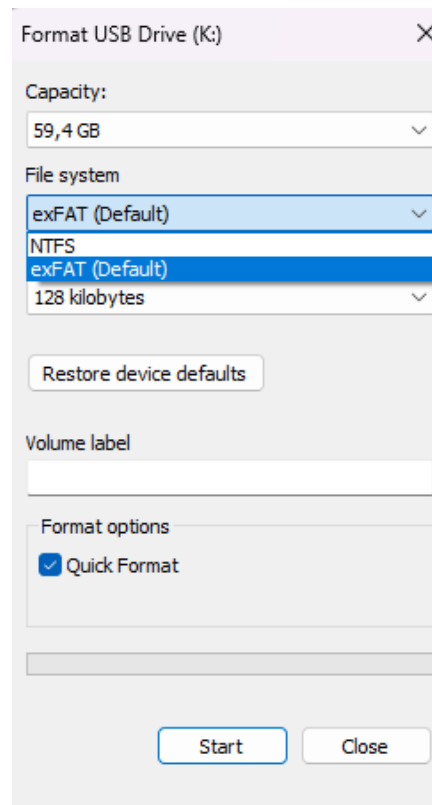 Format USB Drive (K:)
Capacity:
59,4 GB
File system
exFAT (Default)
NTFS
exFAT (Default)
128 kilobytes
Restore device defaults
Volume label
Format options
Quick Format
Start
Close